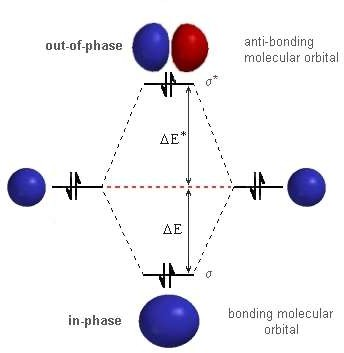 out-of-phase
anti-bonding
molecular orbital
σ*
ΔE*
ΔE
σ
in-phase
bonding molecular
orbital